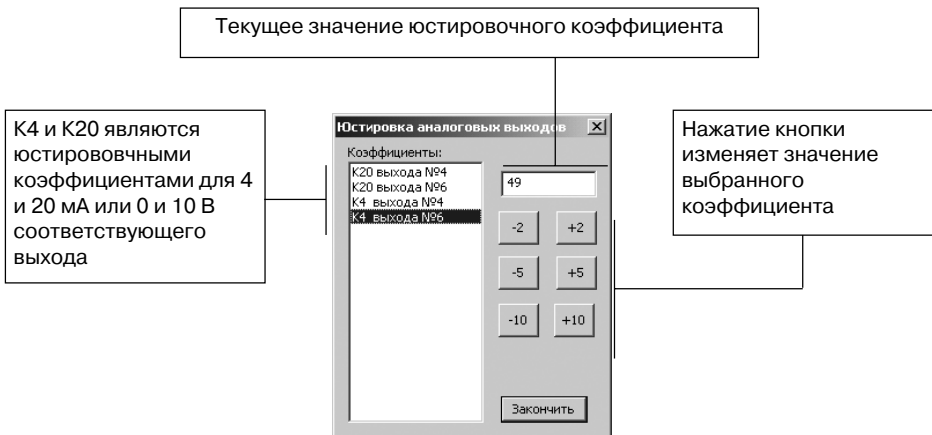 Текущее значение юстировочного коэффициента
К4 и К20 являются
юстирововчными
коэффициентами для 4
и 20 мА или 0 и 10 В
соответствующего
выхода
Юстировка аналоговых выходов
Коэффициенты:
К20 выхода №4
К20 выхода №6
К4 выхода №4
К4 выхода №6
49
-2 +2
-5 +5
-10 +10
Закончить
Нажатие кнопки
изменяет значение
выбранного
коэффициента